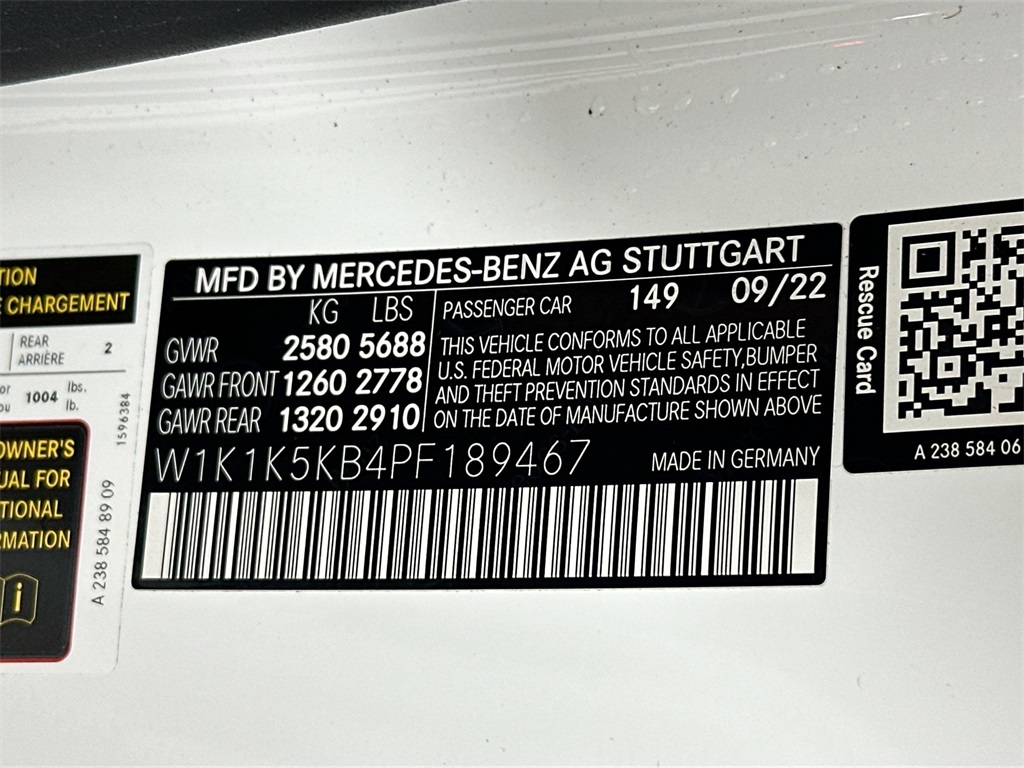 TION
E CHARGEMENT
REAR
ARRIÈRE
2
or
ou
1004
lbs.
lb.
1596384
OWNER'S
UAL FOR
TIONAL
RMATION
i
A 238 584 89 09
MFD BY MERCEDES-BENZ AG STUTTGART
KG LBS
PASSENGER CAR 149 09/22
GVWR 2580 5688
GAWR FRONT 1260 2778
GAWR REAR 1320 2910
THIS VEHICLE CONFORMS TO ALL APPLICABLE
U.S. FEDERAL MOTOR VEHICLE SAFETY,BUMPER
AND THEFT PREVENTION STANDARDS IN EFFECT
ON THE DATE OF MANUFACTURE SHOWN ABOVE
W1K1K5KB4PF189467
MADE IN GERMANY
Rescue Card
A 238 584 06